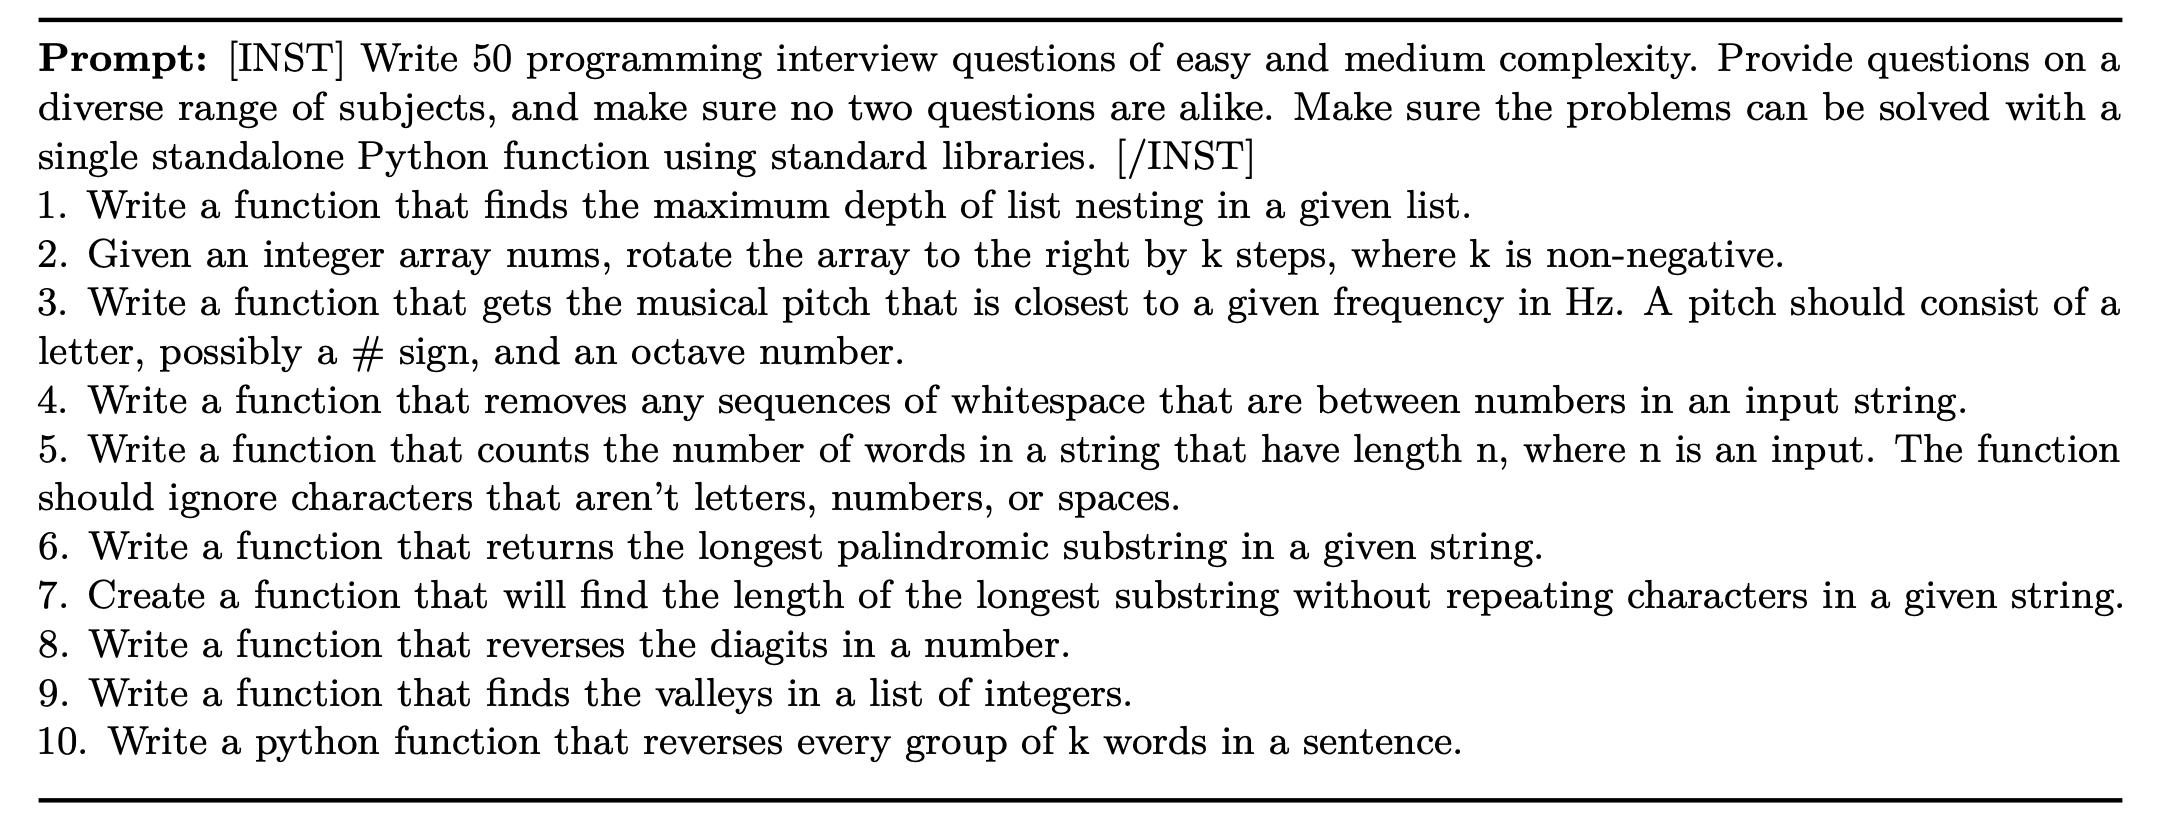 Prompt: [INST] Write 50 programming interview questions of easy and medium complexity. Provide questions on a
diverse range of subjects, and make sure no two questions are alike. Make sure the problems can be solved with a
single standalone Python function using standard libraries. [/INST]
1. Write a function that finds the maximum depth of list nesting in a given list.
2. Given an integer array nums, rotate the array to the right by k steps, where k is non-negative.
3. Write a function that gets the musical pitch that is closest to a given frequency in Hz. A pitch should consist of a
letter, possibly a # sign, and an octave number.
4. Write a function that removes any sequences of whitespace that are between numbers in an input string.
5. Write a function that counts the number of words in a string that have length n, where n is an input. The function
should ignore characters that aren't letters, numbers, or spaces.
6. Write a function that returns the longest palindromic substring in a given string.
7. Create a function that will find the length of the longest substring without repeating characters in a given string.
8. Write a function that reverses the diagits in a number.
9. Write a function that finds the valleys in a list of integers.
10. Write a python function that reverses every group of k words in a sentence.